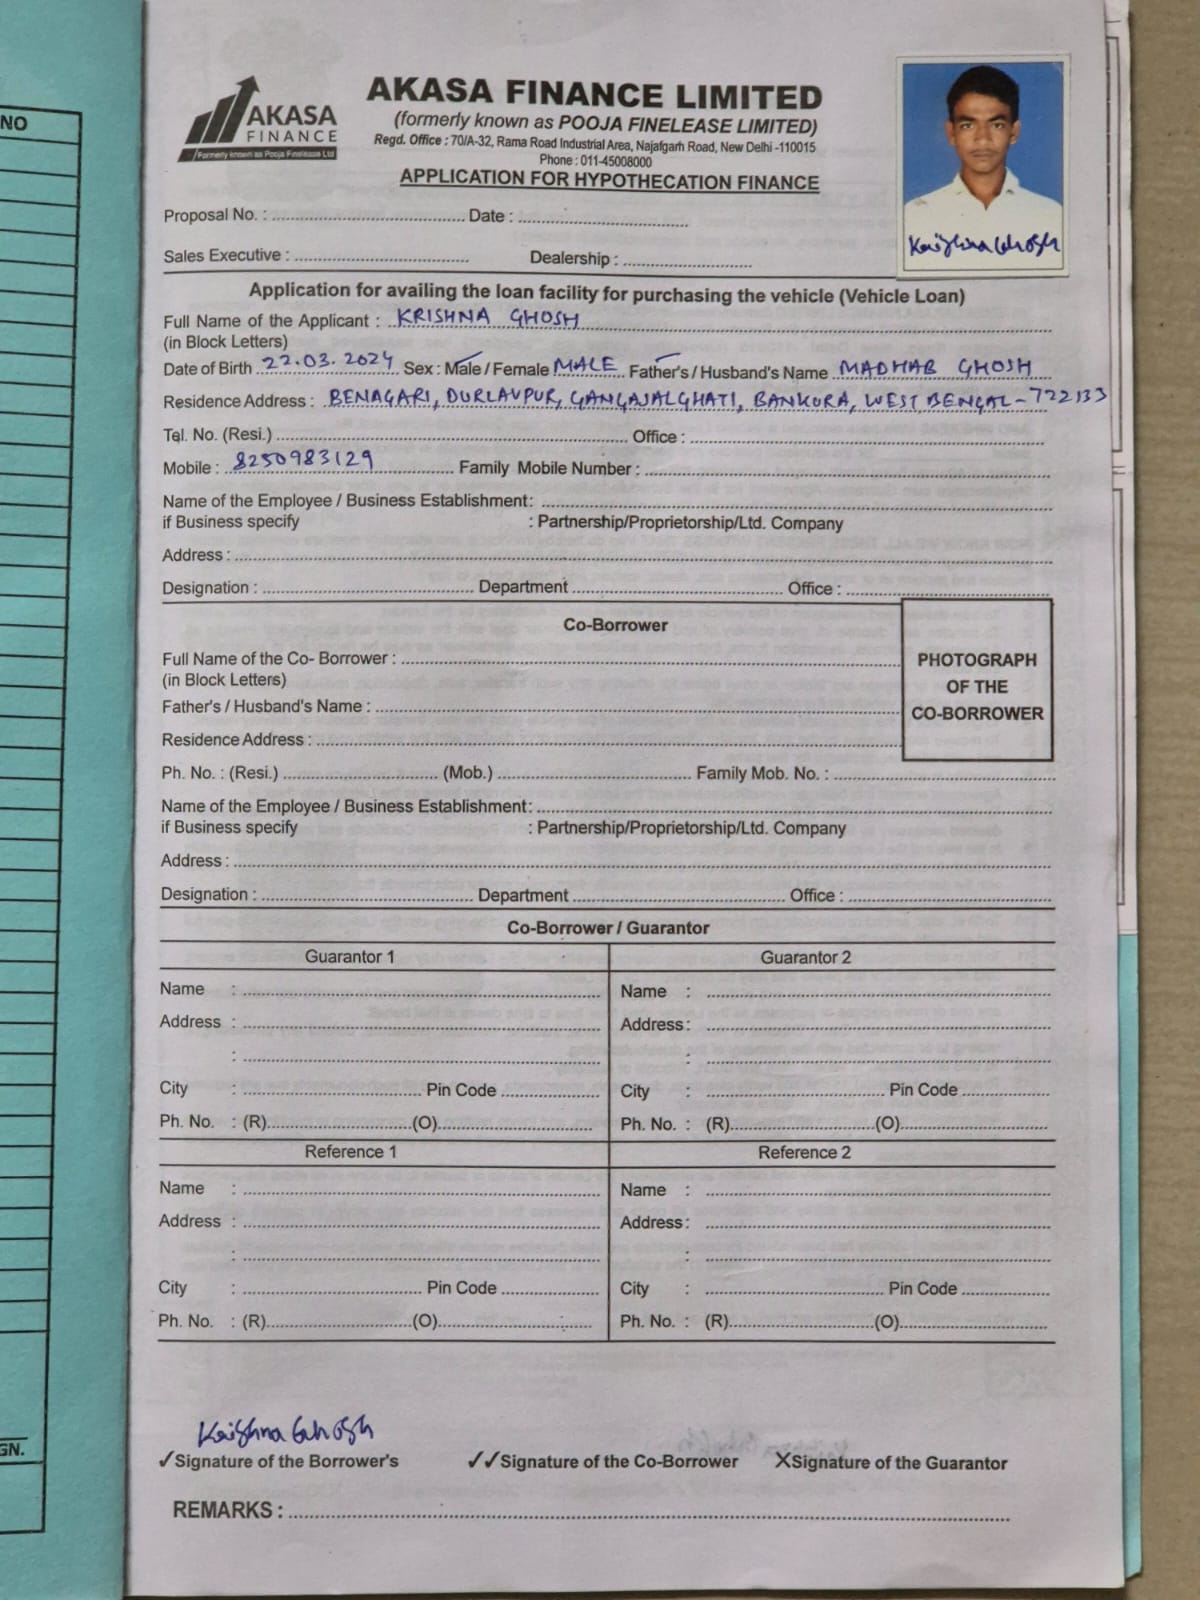 NO
AKASA
FINANCE
Formerly known as Pooja Finelease Ltd
AKASA FINANCE LIMITED
(formerly known as POOJA FINELEASE LIMITED)
Regd. Office : 70/A-32, Rama Road Industrial Area, Najafgarh Road, New Delhi -110015
Phone : 011-45008000
APPLICATION FOR HYPOTHECATION FINANCE
Proposal No. : ........ Date : ........
Krishna Ghosh
Sales Executive : ........ Dealership : ........
Application for availing the loan facility for purchasing the vehicle (Vehicle Loan)
Full Name of the Applicant : KRISHNA GHOSH
(in Block Letters)
Date of Birth 22.03.2024 Sex : Male / Female MALE Father's / Husband's Name MADHAB GHOSH
Residence Address : BENAGARI, DURLAVPUR, GANGAJALGHATI, BANKURA, WEST BENGAL - 722133
Tal. No. (Resi.) ........ Office : ........
Mobile : 8250983129 Family Mobile Number : ........
Name of the Employee / Business Establishment: ........
if Business specify : Partnership/Proprietorship/Ltd. Company
Address : ........
Designation : ........ Department ........ Office : ........
Co-Borrower
Full Name of the Co- Borrower : ........
(in Block Letters)
PHOTOGRAPH
OF THE
CO-BORROWER
Father's / Husband's Name : ........
Residence Address : ........
Ph. No. : (Resi.) ........ (Mob.) ........ Family Mob. No. : ........
Name of the Employee / Business Establishment: ........
if Business specify : Partnership/Proprietorship/Ltd. Company
Address : ........
Designation : ........ Department ........ Office : ........
Co-Borrower / Guarantor
Guarantor 1 Guarantor 2
Name : ........ Name : ........
Address : ........ Address : ........
: ........ : ........
City : ........ Pin Code ........ City : ........ Pin Code ........
Ph. No. : (R)........(O)........ Ph. No. : (R)........(O)........
Reference 1 Reference 2
Name : ........ Name : ........
Address : ........ Address : ........
: ........ : ........
City : ........ Pin Code ........ City : ........ Pin Code ........
Ph. No. : (R)........(O)........ Ph. No. : (R)........(O)........
Krishna Ghosh
GN.
✓Signature of the Borrower's ✓✓Signature of the Co-Borrower XSignature of the Guarantor
REMARKS : ........